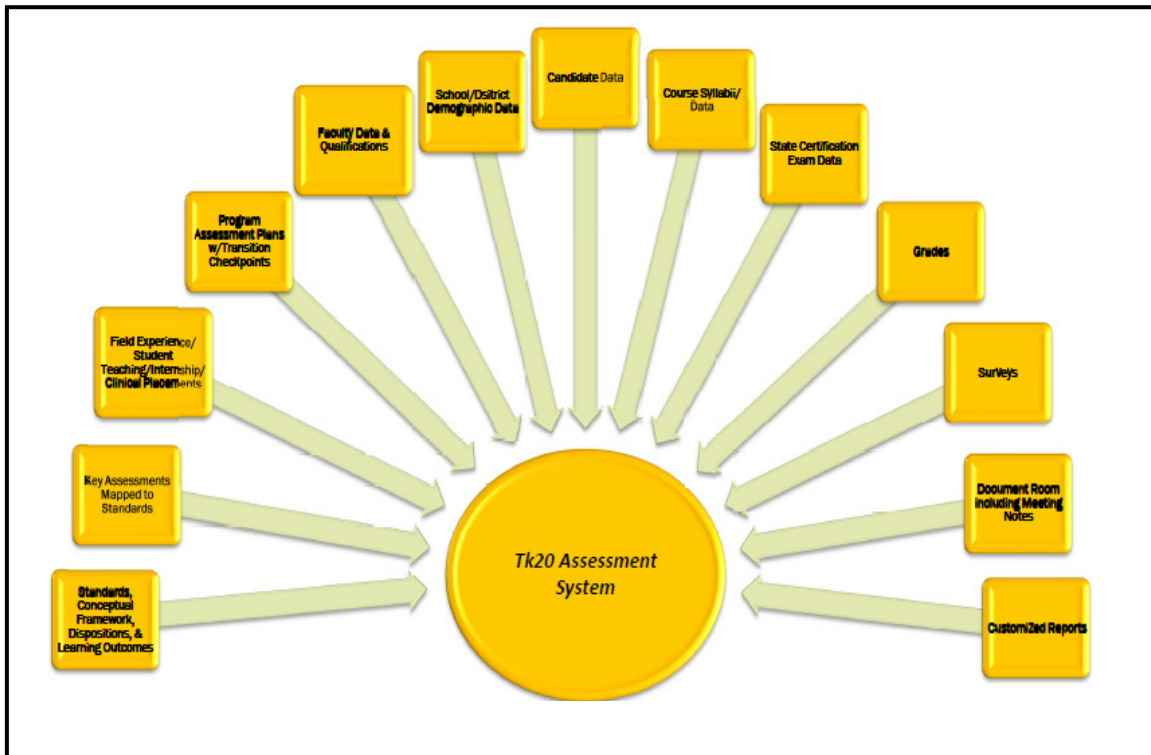 Candidate Data
School/Dsitrict
Demographic Data
Course Syllabii/
Data
Faculty Data &
Qualifications
State Certification
Exam Data
Program
Assessment Plans
w/Transition
Checkpoints
Grades
Field Experience/
Student
Teaching/Internship/
Clinical Placements
SurVeys
Key Assessments
Mapped to
Standards
Document Room
including Meeting
Notes
Tk20 Assessment
System
Standards,
Conceptual
Framework,
Dispositions, &
Learning Outcomes
CustomiZed Reports